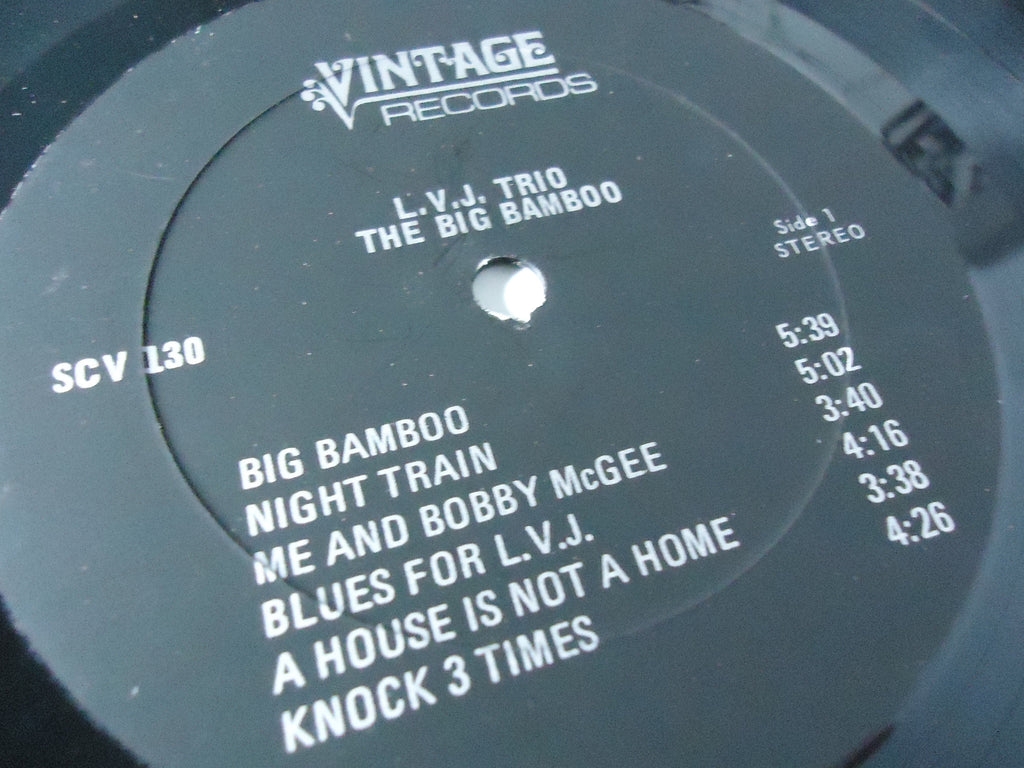 VINTAGE
RECORDS
L.V.J. TRIO
THE BIG BAMBOO
Side 1
STEREO
SCV 130
BIG BAMBOO 5:39
NIGHT TRAIN 5:02
ME AND BOBBY McGEE 3:40
BLUES FOR L.V.J. 4:16
A HOUSE IS NOT A HOME 3:38
KNOCK 3 TIMES 4:26